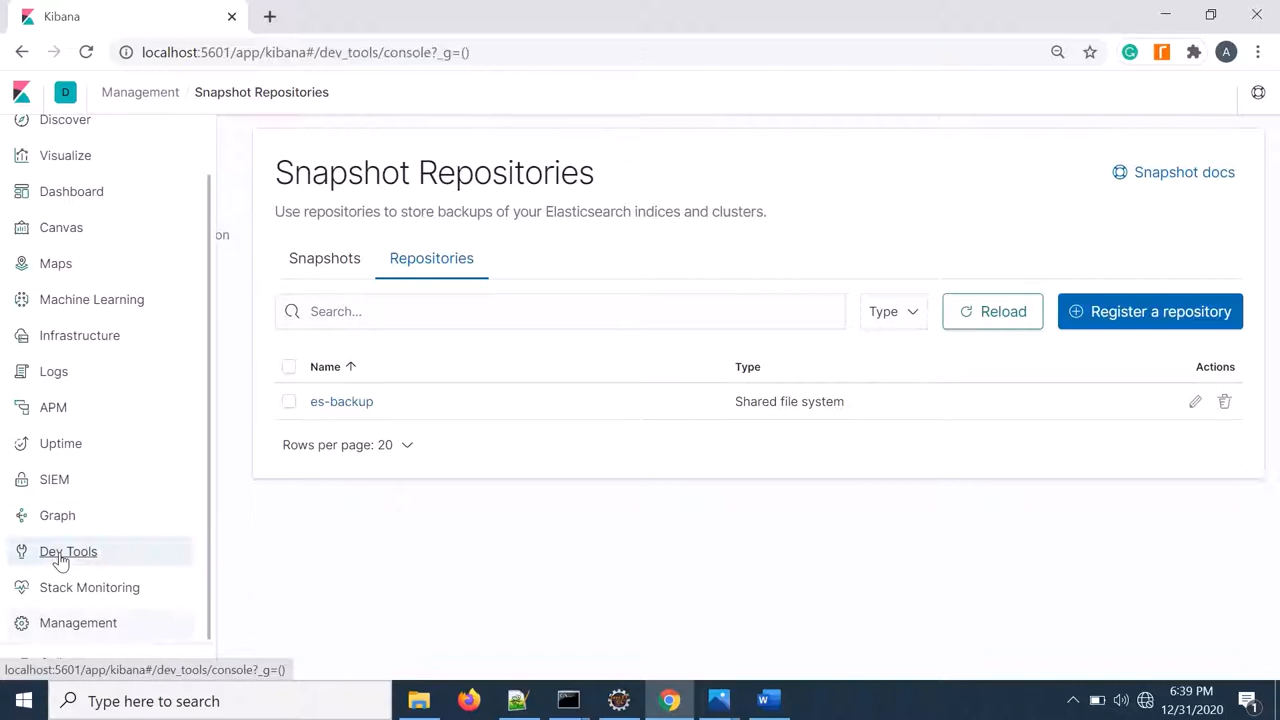 Kibana
localhost:5601/app/kibana#/dev_tools/console?_g=()
A
D
Management / Snapshot Repositories
Discover
Visualize
Dashboard
Canvas
Maps
Machine Learning
Infrastructure
Logs
APM
Uptime
SIEM
Graph
Dev Tools
Stack Monitoring
Management
on
Snapshot Repositories
Snapshot docs
Use repositories to store backups of your Elasticsearch indices and clusters.
Snapshots Repositories
Search...
Type
Reload
Register a repository
Name Type Actions
es-backup Shared file system
Rows per page: 20
localhost:5601/app/kibana#/dev_tools/console?_g=()
Type here to search
6:39 PM
12/31/2020
1